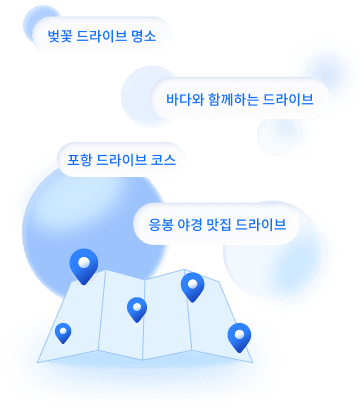 벚꽃 드라이브 명소
바다와 함께하는 드라이브
포항 드라이브 코스
응봉 야경 맛집 드라이브